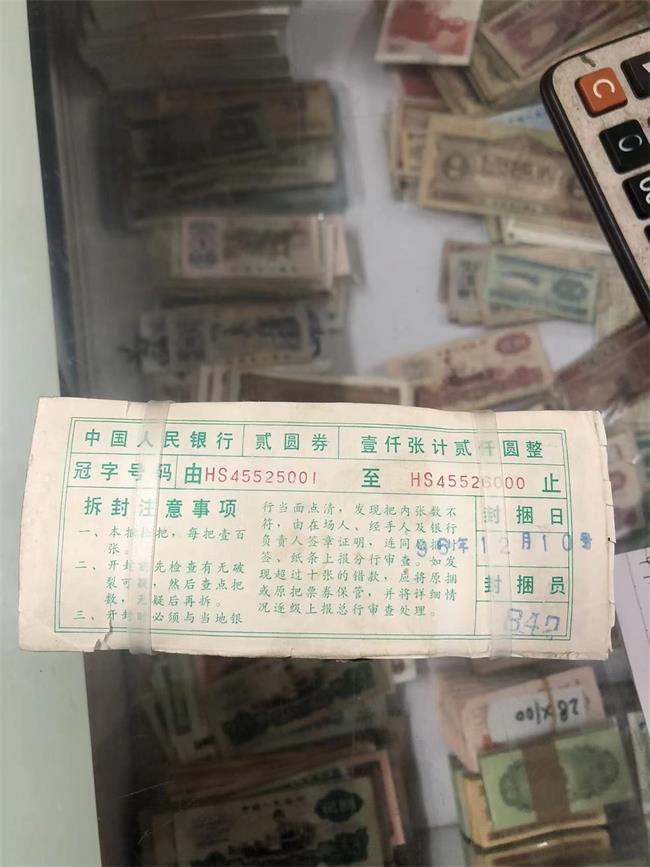 中国人民银行 贰圆券 壹仟张计贰仟圆整
冠字号码 由HS45525001 至 HS45526000 止
拆封注意事项
一、本捆拾把，每把壹百
张。
二、开封前先检查有无破
裂可疑，然后查点把
数，无疑后再拆。
三、开封时必须与当地银
行当面点清，发现把内张数不
符，由在场人、经手人及银行
负责人签章证明，连同原捆封
签、纸条上报分行审查。如发
现超过十张的错款，应将原捆
或原把票券保管，并将详细情
况逐级上报总行审查处理。
封捆日
96年12月10号
封捆员
847
28×100
C